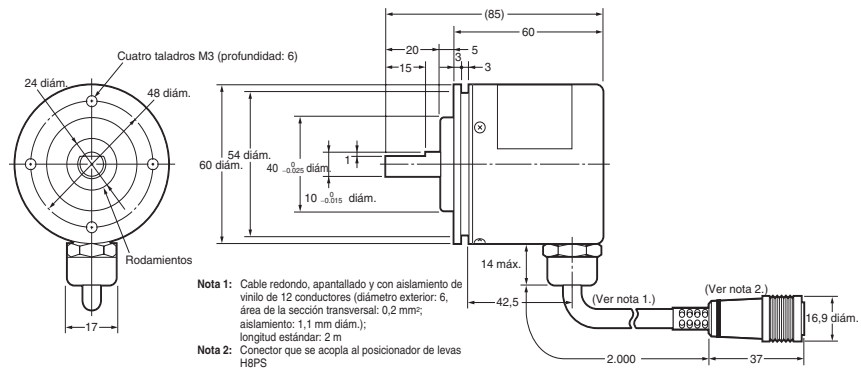 (85)
60
20
5
3
15
3
Cuatro taladros M3 (profundidad: 6)
24 diám.
48 diám.
60 diám.
54 diám.
40 0 −0.025 diám.
1
10 0 −0.015 diám.
Rodamientos
17
14 máx.
42,5
(Ver nota 1.)
(Ver nota 2.)
16,9 diám.
2.000
37
Nota 1: Cable redondo, apantallado y con aislamiento de
vinilo de 12 conductores (diámetro exterior: 6,
área de la sección transversal: 0,2 mm²;
aislamiento: 1,1 mm diám.);
longitud estándar: 2 m
Nota 2: Conector que se acopla al posicionador de levas
H8PS